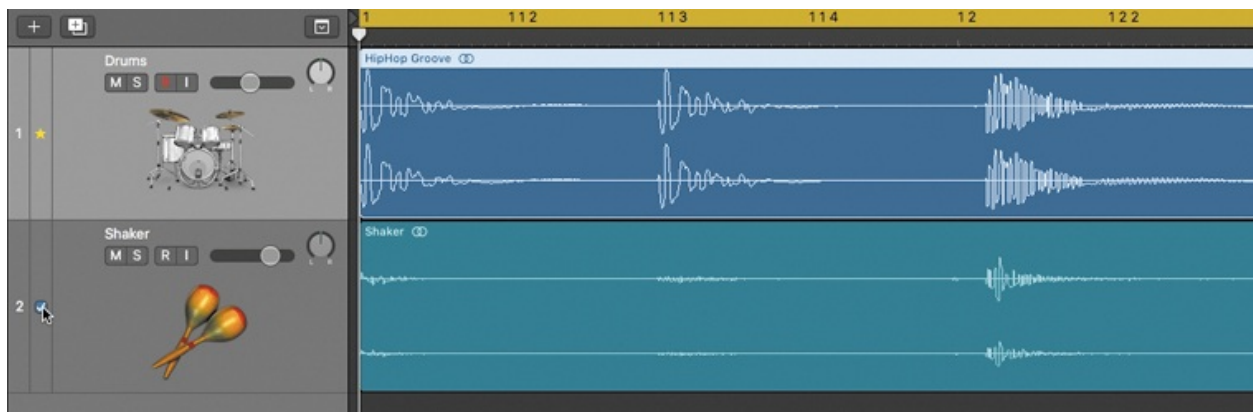 1 112 113 114 12 122
Drums
M S R I
L R
1
HipHop Groove
Shaker
M S R I
L R
2
Shaker